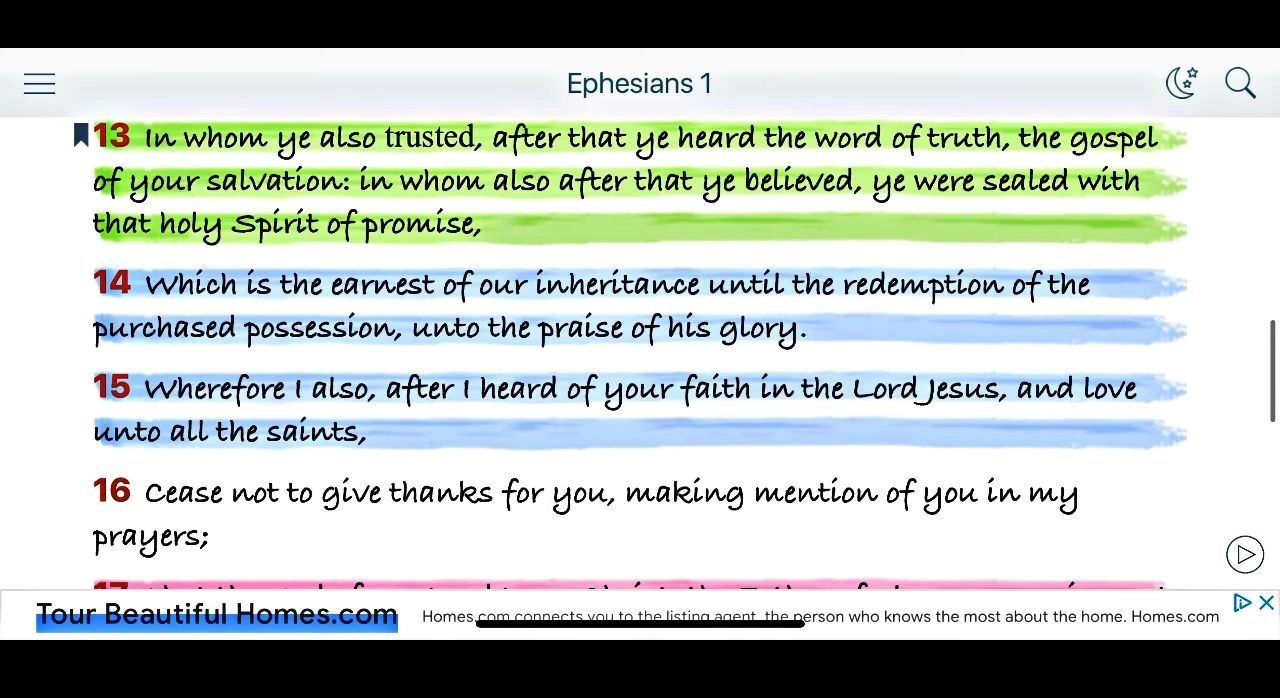 Ephesians 1
13 In whom ye also trusted, after that ye heard the word of truth, the gospel
of your salvation: in whom also after that ye believed, ye were sealed with
that holy Spirit of promise,
14 Which is the earnest of our inheritance until the redemption of the
purchased possession, unto the praise of his glory.
15 Wherefore I also, after I heard of your faith in the Lord Jesus, and love
unto all the saints,
16 Cease not to give thanks for you, making mention of you in my
prayers;
17
Tour Beautiful Homes.com
Homes.com connects you to the listing agent, the person who knows the most about the home. Homes.com